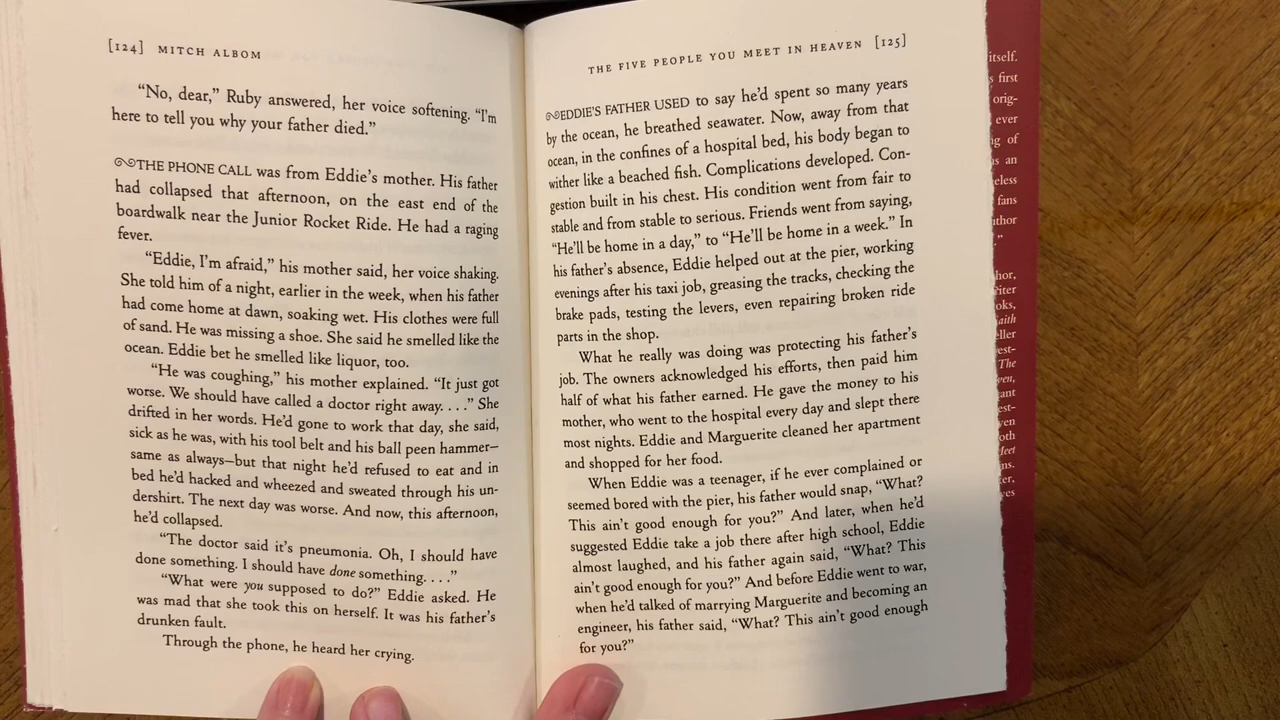 [124] MITCH ALBOM
“No, dear,” Ruby answered, her voice softening. “I’m
here to tell you why your father died.”
THE PHONE CALL was from Eddie’s mother. His father
had collapsed that afternoon, on the east end of the
boardwalk near the Junior Rocket Ride. He had a raging
fever.
“Eddie, I’m afraid,” his mother said, her voice shaking.
She told him of a night, earlier in the week, when his father
had come home at dawn, soaking wet. His clothes were full
of sand. He was missing a shoe. She said he smelled like the
ocean. Eddie bet he smelled like liquor, too.
“He was coughing,” his mother explained. “It just got
worse. We should have called a doctor right away. . . .” She
drifted in her words. He’d gone to work that day, she said,
sick as he was, with his tool belt and his ball peen hammer—
same as always—but that night he’d refused to eat and in
bed he’d hacked and wheezed and sweated through his un-
dershirt. The next day was worse. And now, this afternoon,
he’d collapsed.
“The doctor said it’s pneumonia. Oh, I should have
done something. I should have done something. . . .”
“What were you supposed to do?” Eddie asked. He
was mad that she took this on herself. It was his father’s
drunken fault.
Through the phone, he heard her crying.
THE FIVE PEOPLE YOU MEET IN HEAVEN [125]
EDDIE’S FATHER USED to say he’d spent so many years
by the ocean, he breathed seawater. Now, away from that
ocean, in the confines of a hospital bed, his body began to
wither like a beached fish. Complications developed. Con-
gestion built in his chest. His condition went from fair to
stable and from stable to serious. Friends went from saying,
“He’ll be home in a day,” to “He’ll be home in a week.” In
his father’s absence, Eddie helped out at the pier, working
evenings after his taxi job, greasing the tracks, checking the
brake pads, testing the levers, even repairing broken ride
parts in the shop.
What he really was doing was protecting his father’s
job. The owners acknowledged his efforts, then paid him
half of what his father earned. He gave the money to his
mother, who went to the hospital every day and slept there
most nights. Eddie and Marguerite cleaned her apartment
and shopped for her food.
When Eddie was a teenager, if he ever complained or
seemed bored with the pier, his father would snap, “What?
This ain’t good enough for you?” And later, when he’d
suggested Eddie take a job there after high school, Eddie
almost laughed, and his father again said, “What? This
ain’t good enough for you?” And before Eddie went to war,
when he’d talked of marrying Marguerite and becoming an
engineer, his father said, “What? This ain’t good enough
for you?”
itself.
first
orig-
ever
of
an
fans